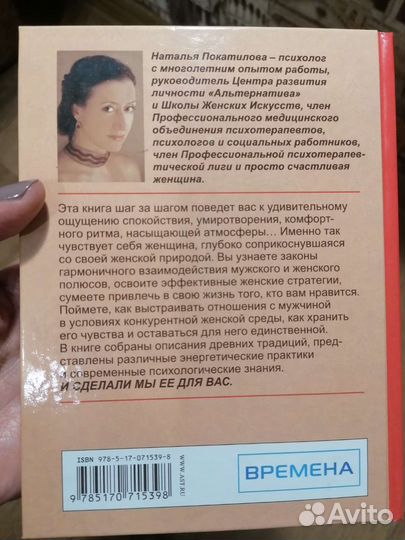 Наталья Покатилова – психолог
с многолетним опытом работы,
руководитель Центра развития
личности «Альтернатива»
и Школы Женских Искусств, член
Профессионального медицинского
объединения психотерапевтов,
психологов и социальных работников,
член Профессиональной психотерапев-
тической лиги и просто счастливая
женщина.
Эта книга шаг за шагом поведет вас к удивительному
ощущению спокойствия, умиротворения, комфорт-
ного ритма, насыщающей атмосферы... Именно так
чувствует себя женщина, глубоко соприкоснувшаяся
со своей женской природой. Вы узнаете законы
гармоничного взаимодействия мужского и женского
полюсов, освоите эффективные женские стратегии,
сумеете привлечь в свою жизнь того, кто вам нравится.
Поймете, как выстраивать отношения с мужчиной
в условиях конкурентной женской среды, как хранить
его чувства и оставаться для него единственной.
В книге собраны описания древних традиций, пред-
ставлены различные энергетические практики
и современные психологические знания.
И СДЕЛАЛИ МЫ ЕЕ ДЛЯ ВАС.
ISBN 978-5-17-071539-8
9 785170 715398
WWW.AST.RU
ВРЕМЕНА
Avito